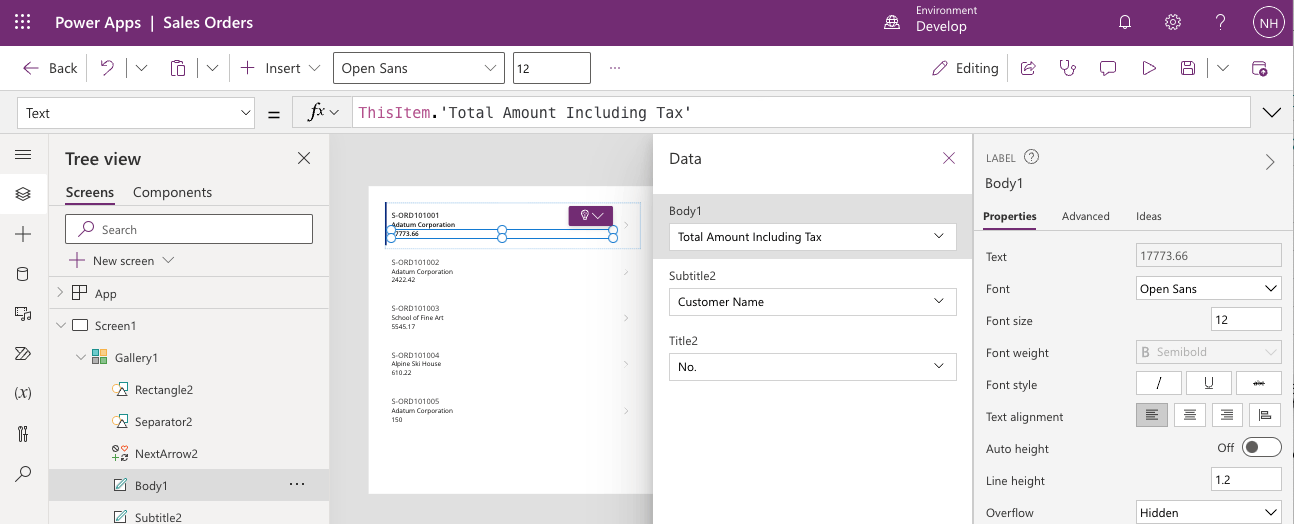 Power Apps | Sales Orders
Environment
Develop
NH
Back
Insert
Open Sans
12
...
Editing
Text
=
fx
ThisItem.'Total Amount Including Tax'
Tree view
Screens
Components
Search
New screen
App
Screen1
Gallery1
Rectangle2
Separator2
NextArrow2
Body1
...
Subtitle2
S-ORD101001
Adatum Corporation
17773.66
S-ORD101002
Adatum Corporation
2422.42
S-ORD101003
School of Fine Art
5545.17
S-ORD101004
Alpine Ski House
610.22
S-ORD101005
Adatum Corporation
150
Data
Body1
Total Amount Including Tax
Subtitle2
Customer Name
Title2
No.
LABEL ?
Body1
Properties
Advanced
Ideas
Text
17773.66
Font
Open Sans
Font size
12
Font weight
B Semibold
Font style
/ U abc
Text alignment
Auto height
Off
Line height
1.2
Overflow
Hidden